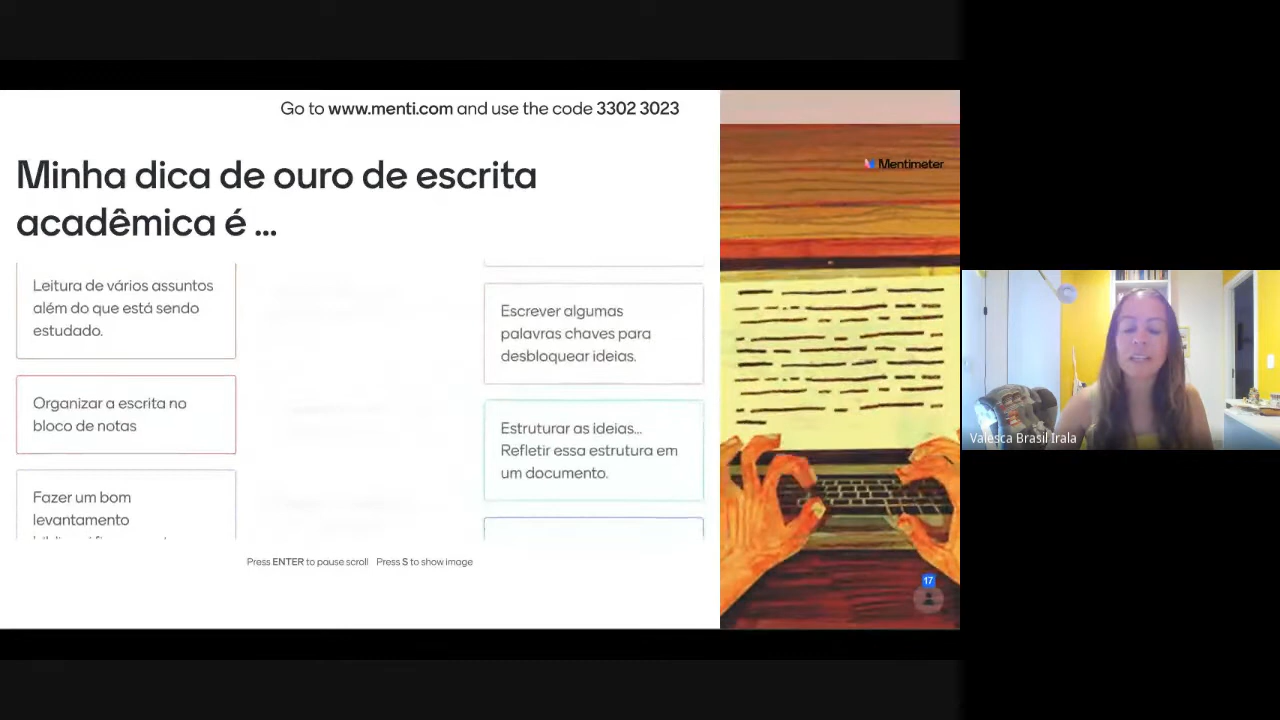 Go to www.menti.com and use the code 3302 3023
Mentimeter
Minha dica de ouro de escrita
acadêmica é ...
Leitura de vários assuntos
além do que está sendo
estudado.
Organizar a escrita no
bloco de notas
Fazer um bom
levantamento
Escrever algumas
palavras chaves para
desbloquear ideias.
Estruturar as ideias...
Refletir essa estrutura em
um documento.
Press ENTER to pause scroll Press S to show image
17
Valesca Brasil Irala